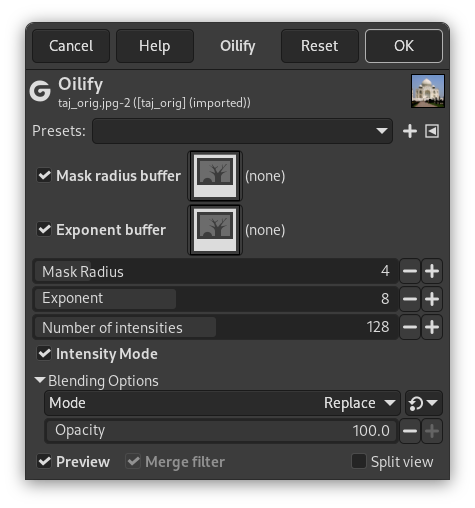 Cancel Help Oilify Reset OK
Oilify
taj_orig.jpg-2 ([taj_orig] (imported))
Presets:
Mask radius buffer (none)
Exponent buffer (none)
Mask Radius 4
Exponent 8
Number of intensities 128
Intensity Mode
Blending Options
Mode Replace
Opacity 100.0
Preview Merge filter Split view